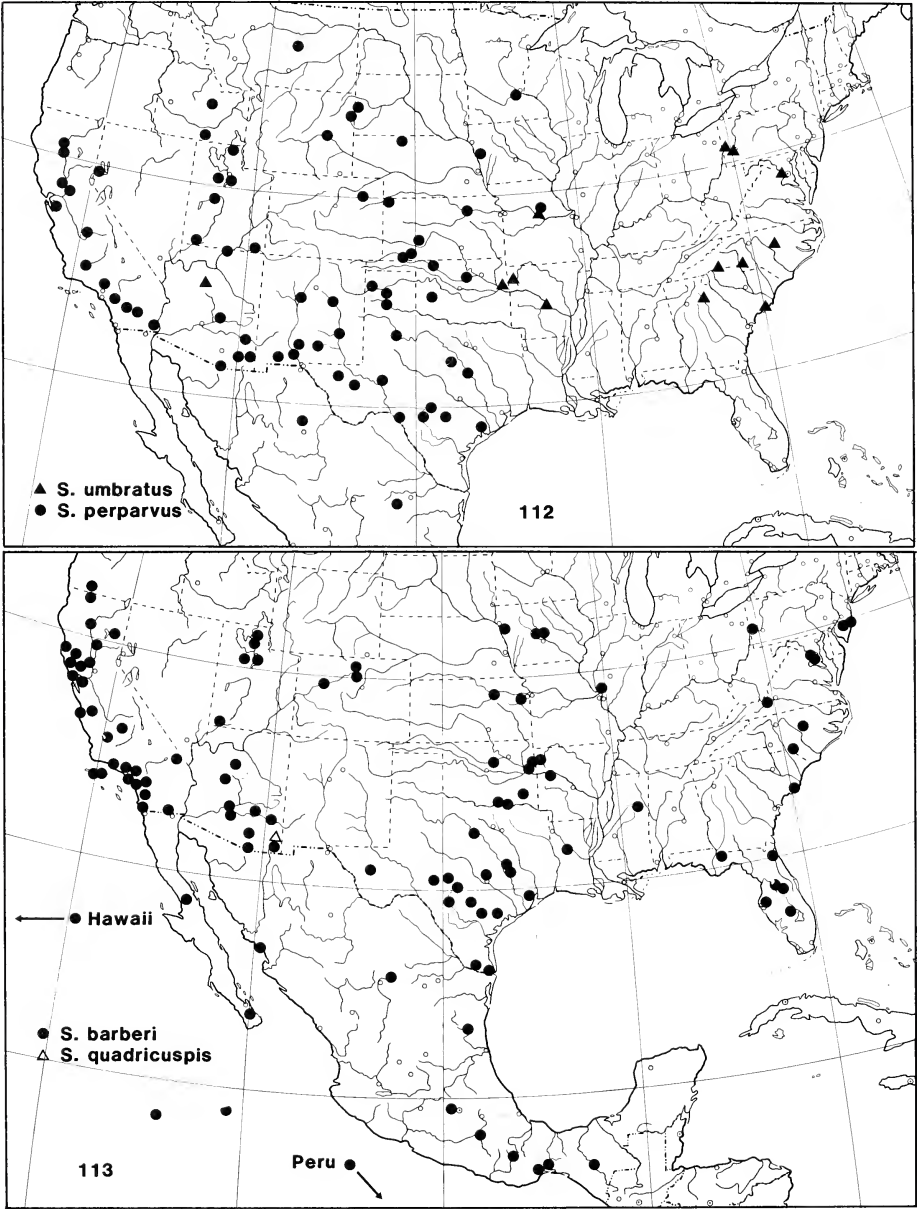 S. umbratus
S. perparvus
112
Hawaii
S. barberi
S. quadricuspis
113
Peru